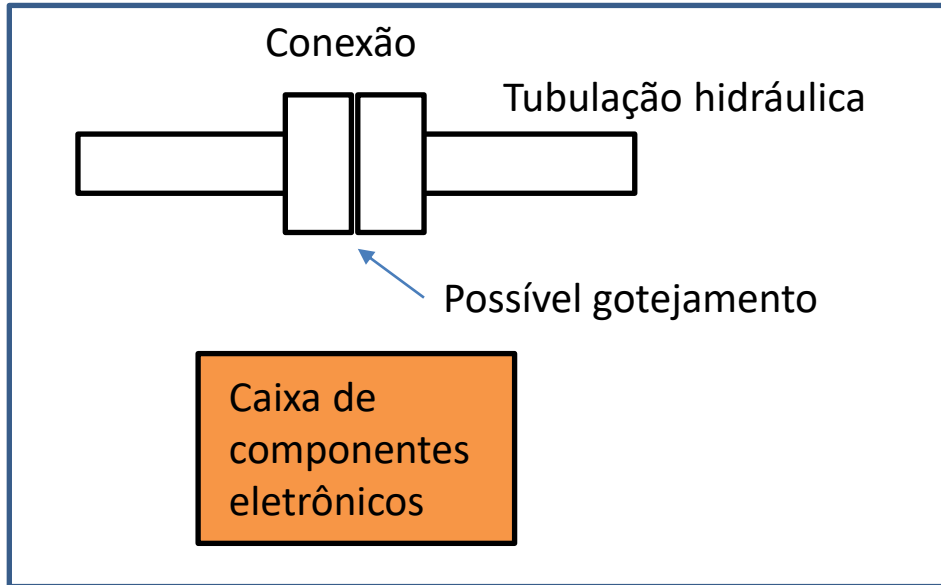 Conexão
Tubulação hidráulica
Possível gotejamento
Caixa de
componentes
eletrônicos